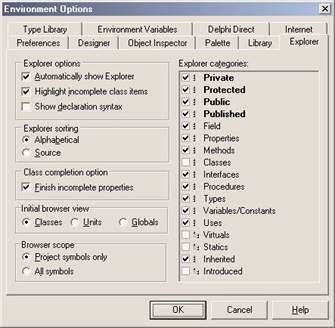 Environment Options
Type Library Environment Variables Delphi Direct Internet
Preferences Designer Object Inspector Palette Library Explorer
Explorer options
Automatically show Explorer
Highlight incomplete class items
Show declaration syntax
Explorer sorting
Alphabetical
Source
Class completion option
Finish incomplete properties
Initial browser view
Classes Units Globals
Browser scope
Project symbols only
All symbols
Explorer categories:
Private
Protected
Public
Published
Field
Properties
Methods
Classes
Interfaces
Procedures
Types
Variables/Constants
Uses
Virtuals
Statics
Inherited
Introduced
OK Cancel Help